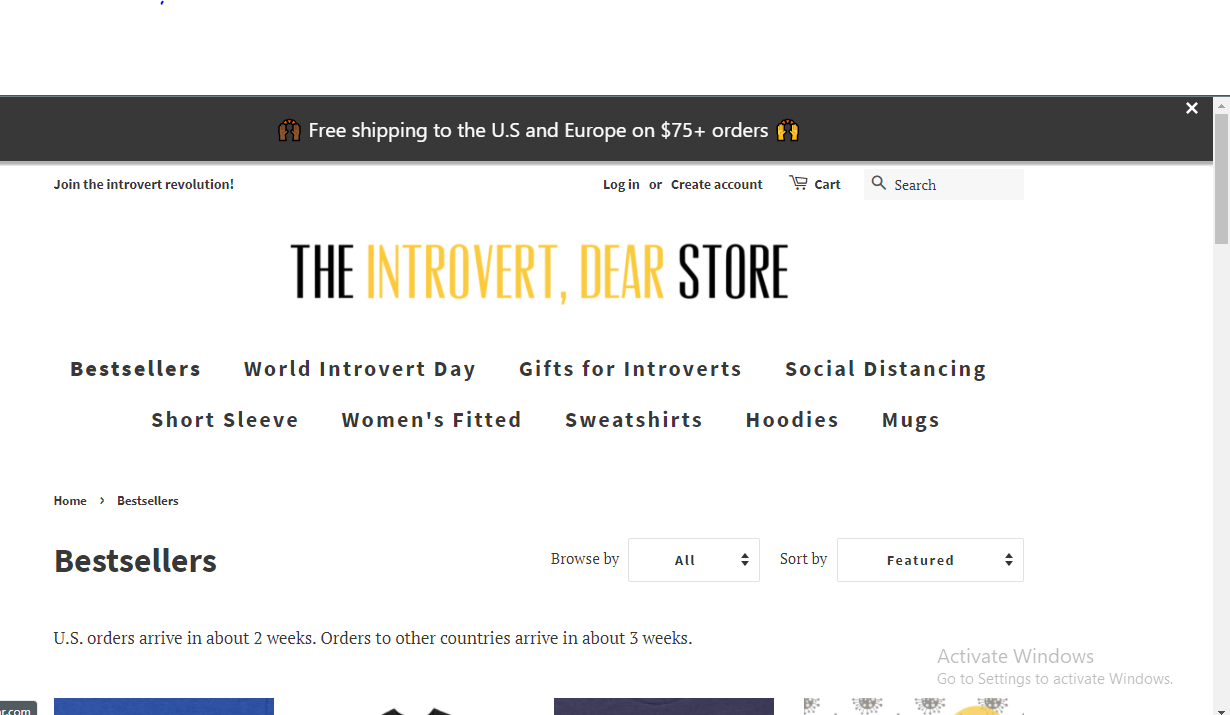 Free shipping to the U.S and Europe on $75+ orders
Join the introvert revolution!
Log in or Create account Cart Search
THE INTROVERT, DEAR STORE
Bestsellers World Introvert Day Gifts for Introverts Social Distancing
Short Sleeve Women's Fitted Sweatshirts Hoodies Mugs
Home › Bestsellers
Bestsellers
Browse by All Sort by Featured
U.S. orders arrive in about 2 weeks. Orders to other countries arrive in about 3 weeks.
Activate Windows
Go to Settings to activate Windows.
r.com